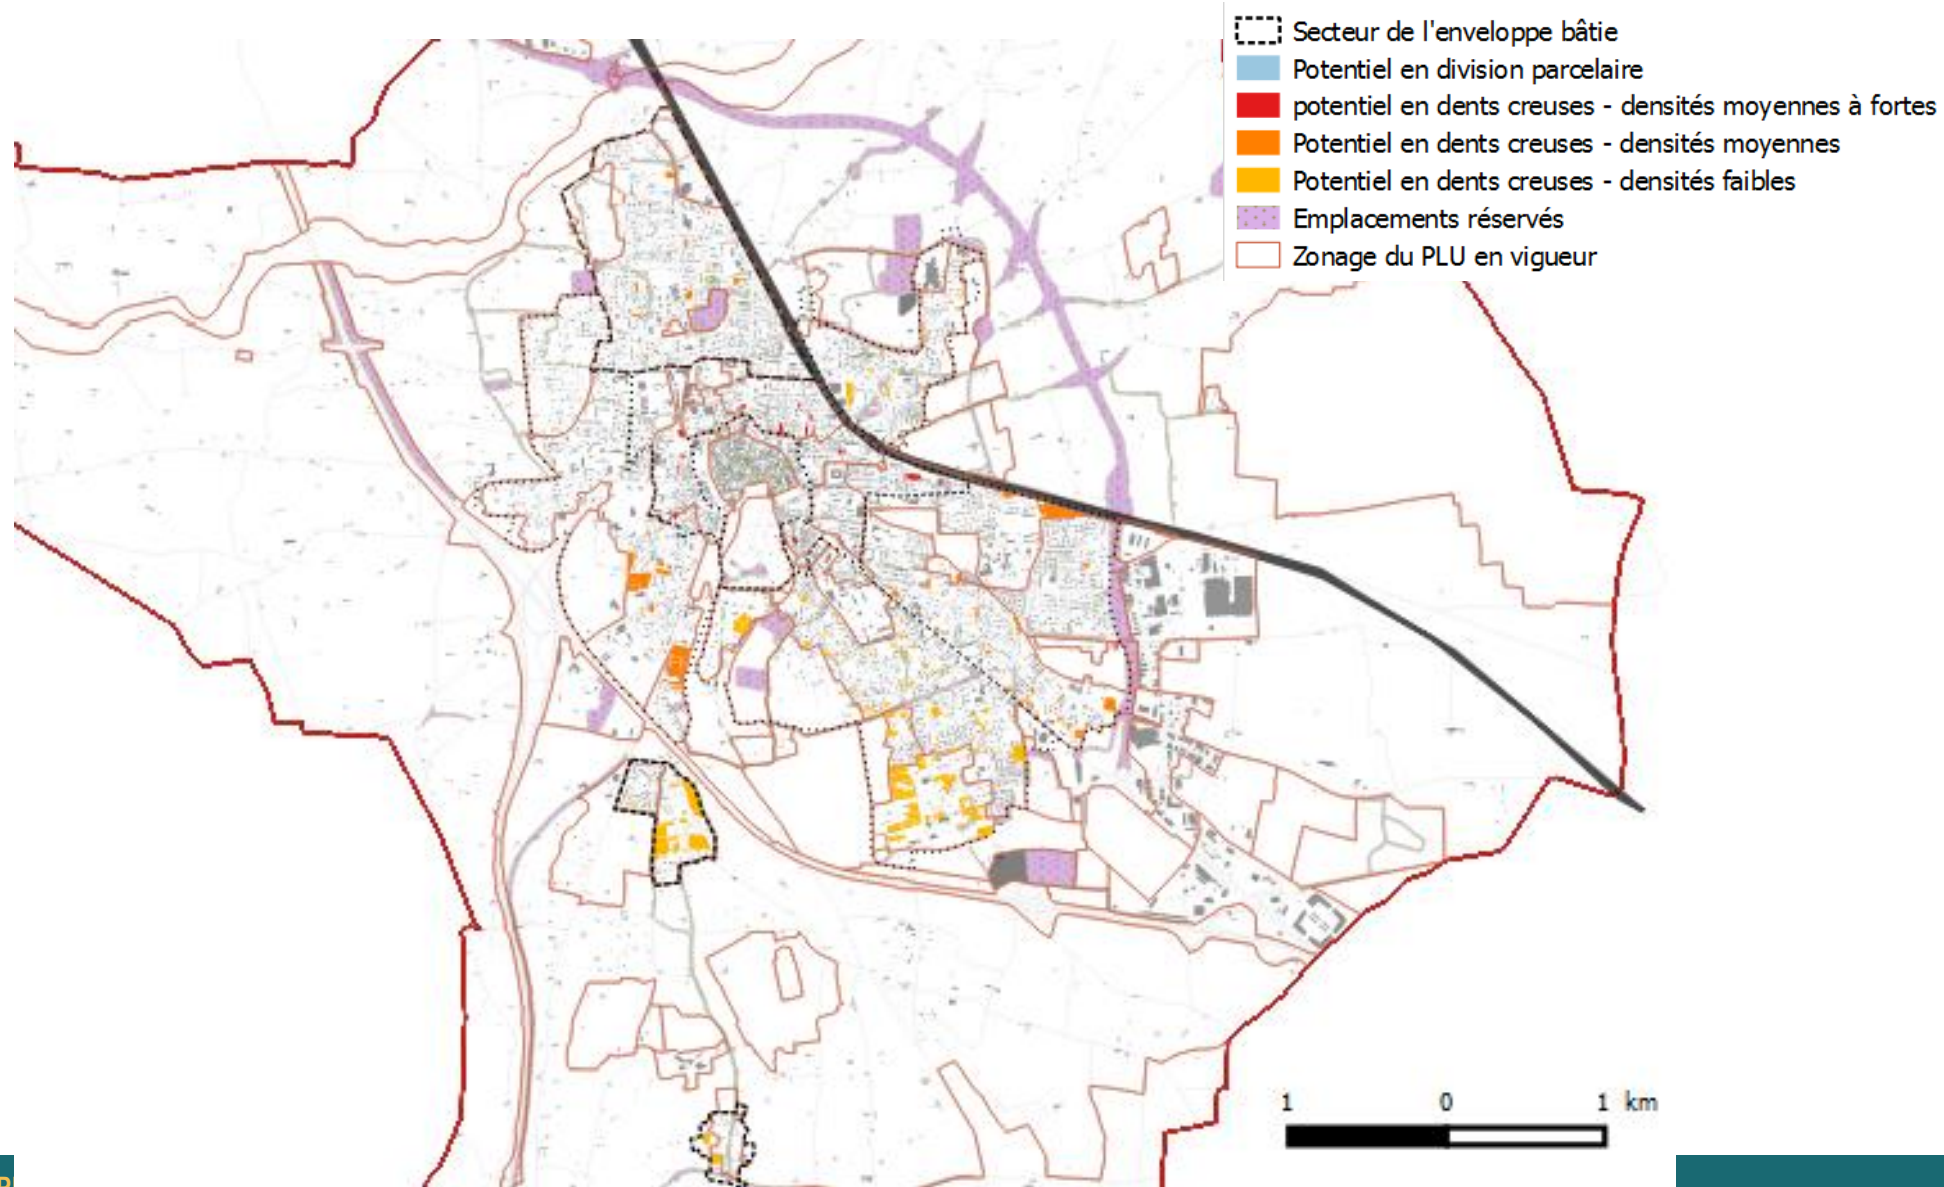 Secteur de l'enveloppe bâtie
Potentiel en division parcelaire
potentiel en dents creuses - densités moyennes à fortes
Potentiel en dents creuses - densités moyennes
Potentiel en dents creuses - densités faibles
Emplacements réservés
Zonage du PLU en vigueur
1 0 1 km